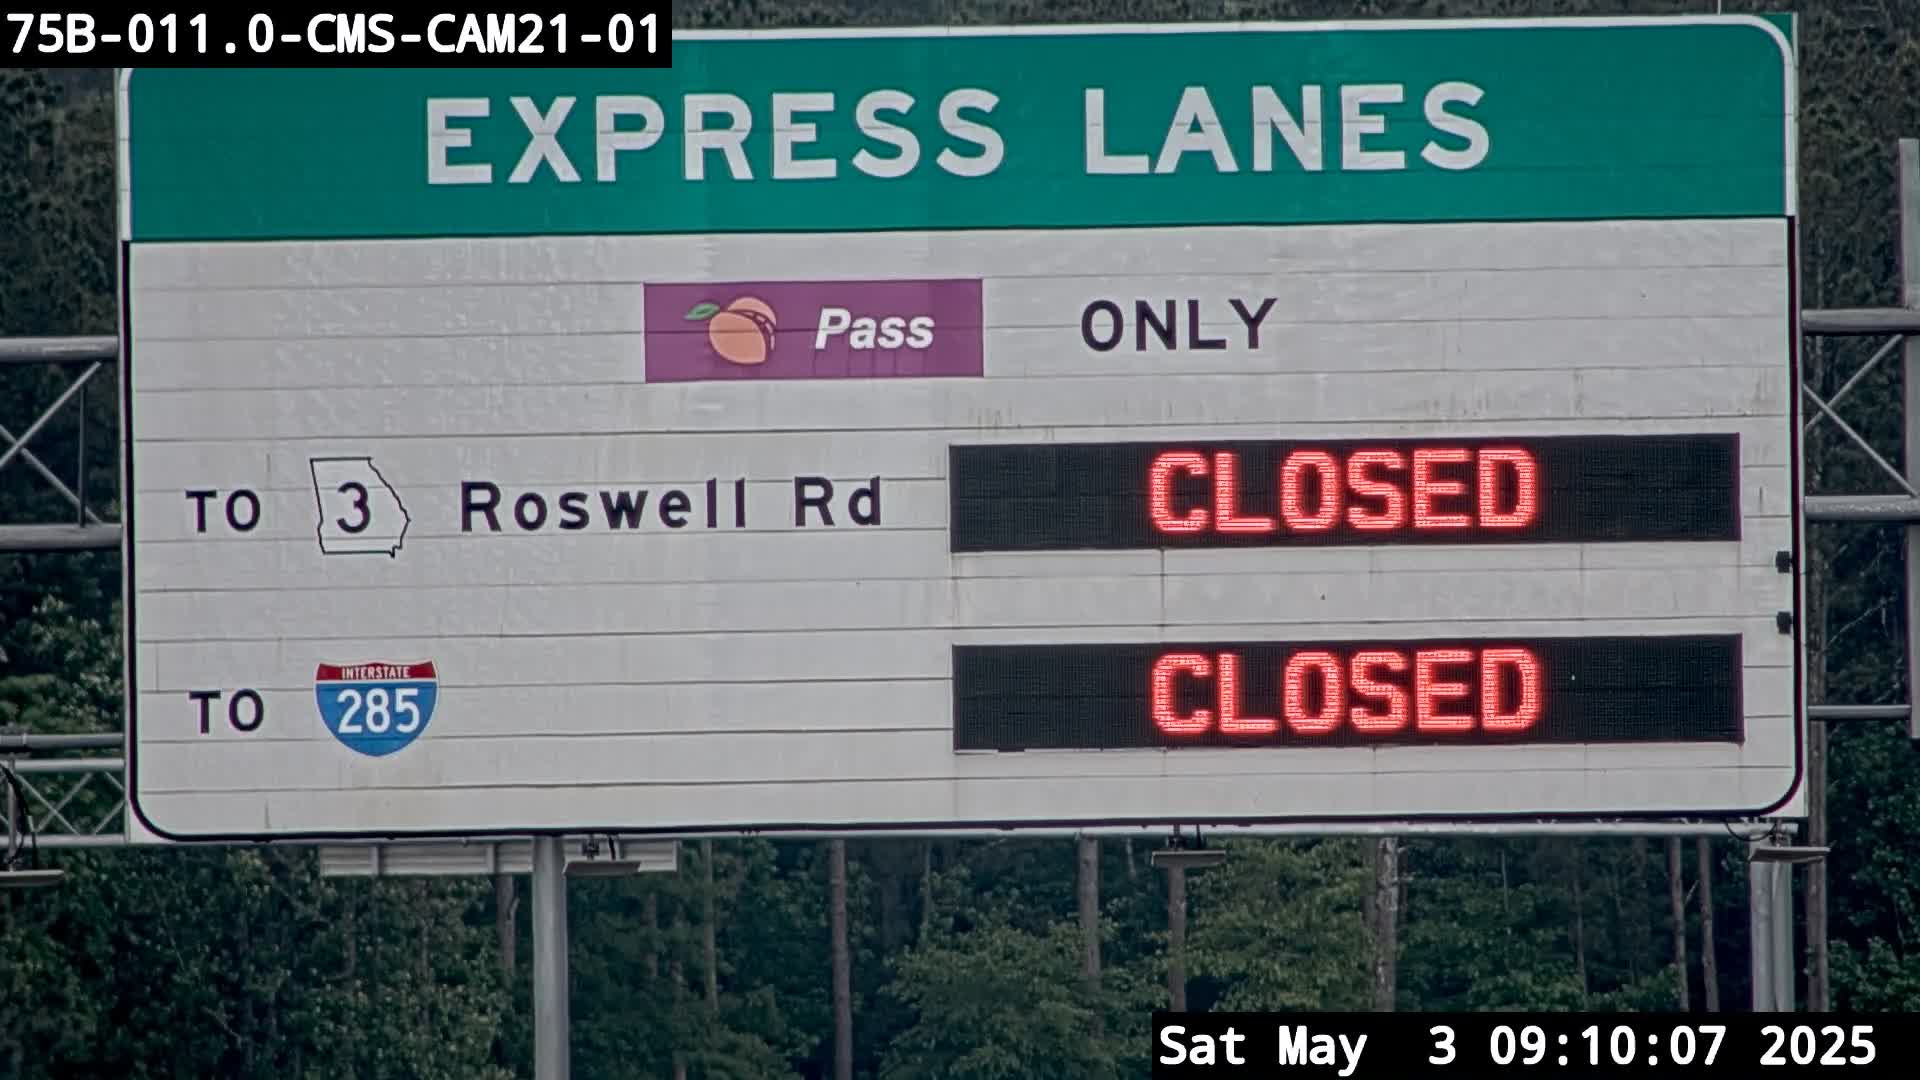 75B-011.0-CMS-CAM21-01
EXPRESS LANES
Pass ONLY
TO 3 Roswell Rd CLOSED
INTERSTATE
TO 285 CLOSED
Sat May 3 09:10:07 2025